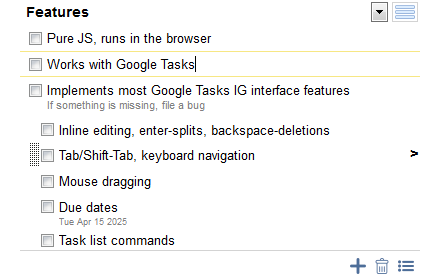 Features
Pure JS, runs in the browser
Works with Google Tasks
Implements most Google Tasks IG interface features
If something is missing, file a bug
Inline editing, enter-splits, backspace-deletions
Tab/Shift-Tab, keyboard navigation
>
Mouse dragging
Due dates
Tue Apr 15 2025
Task list commands